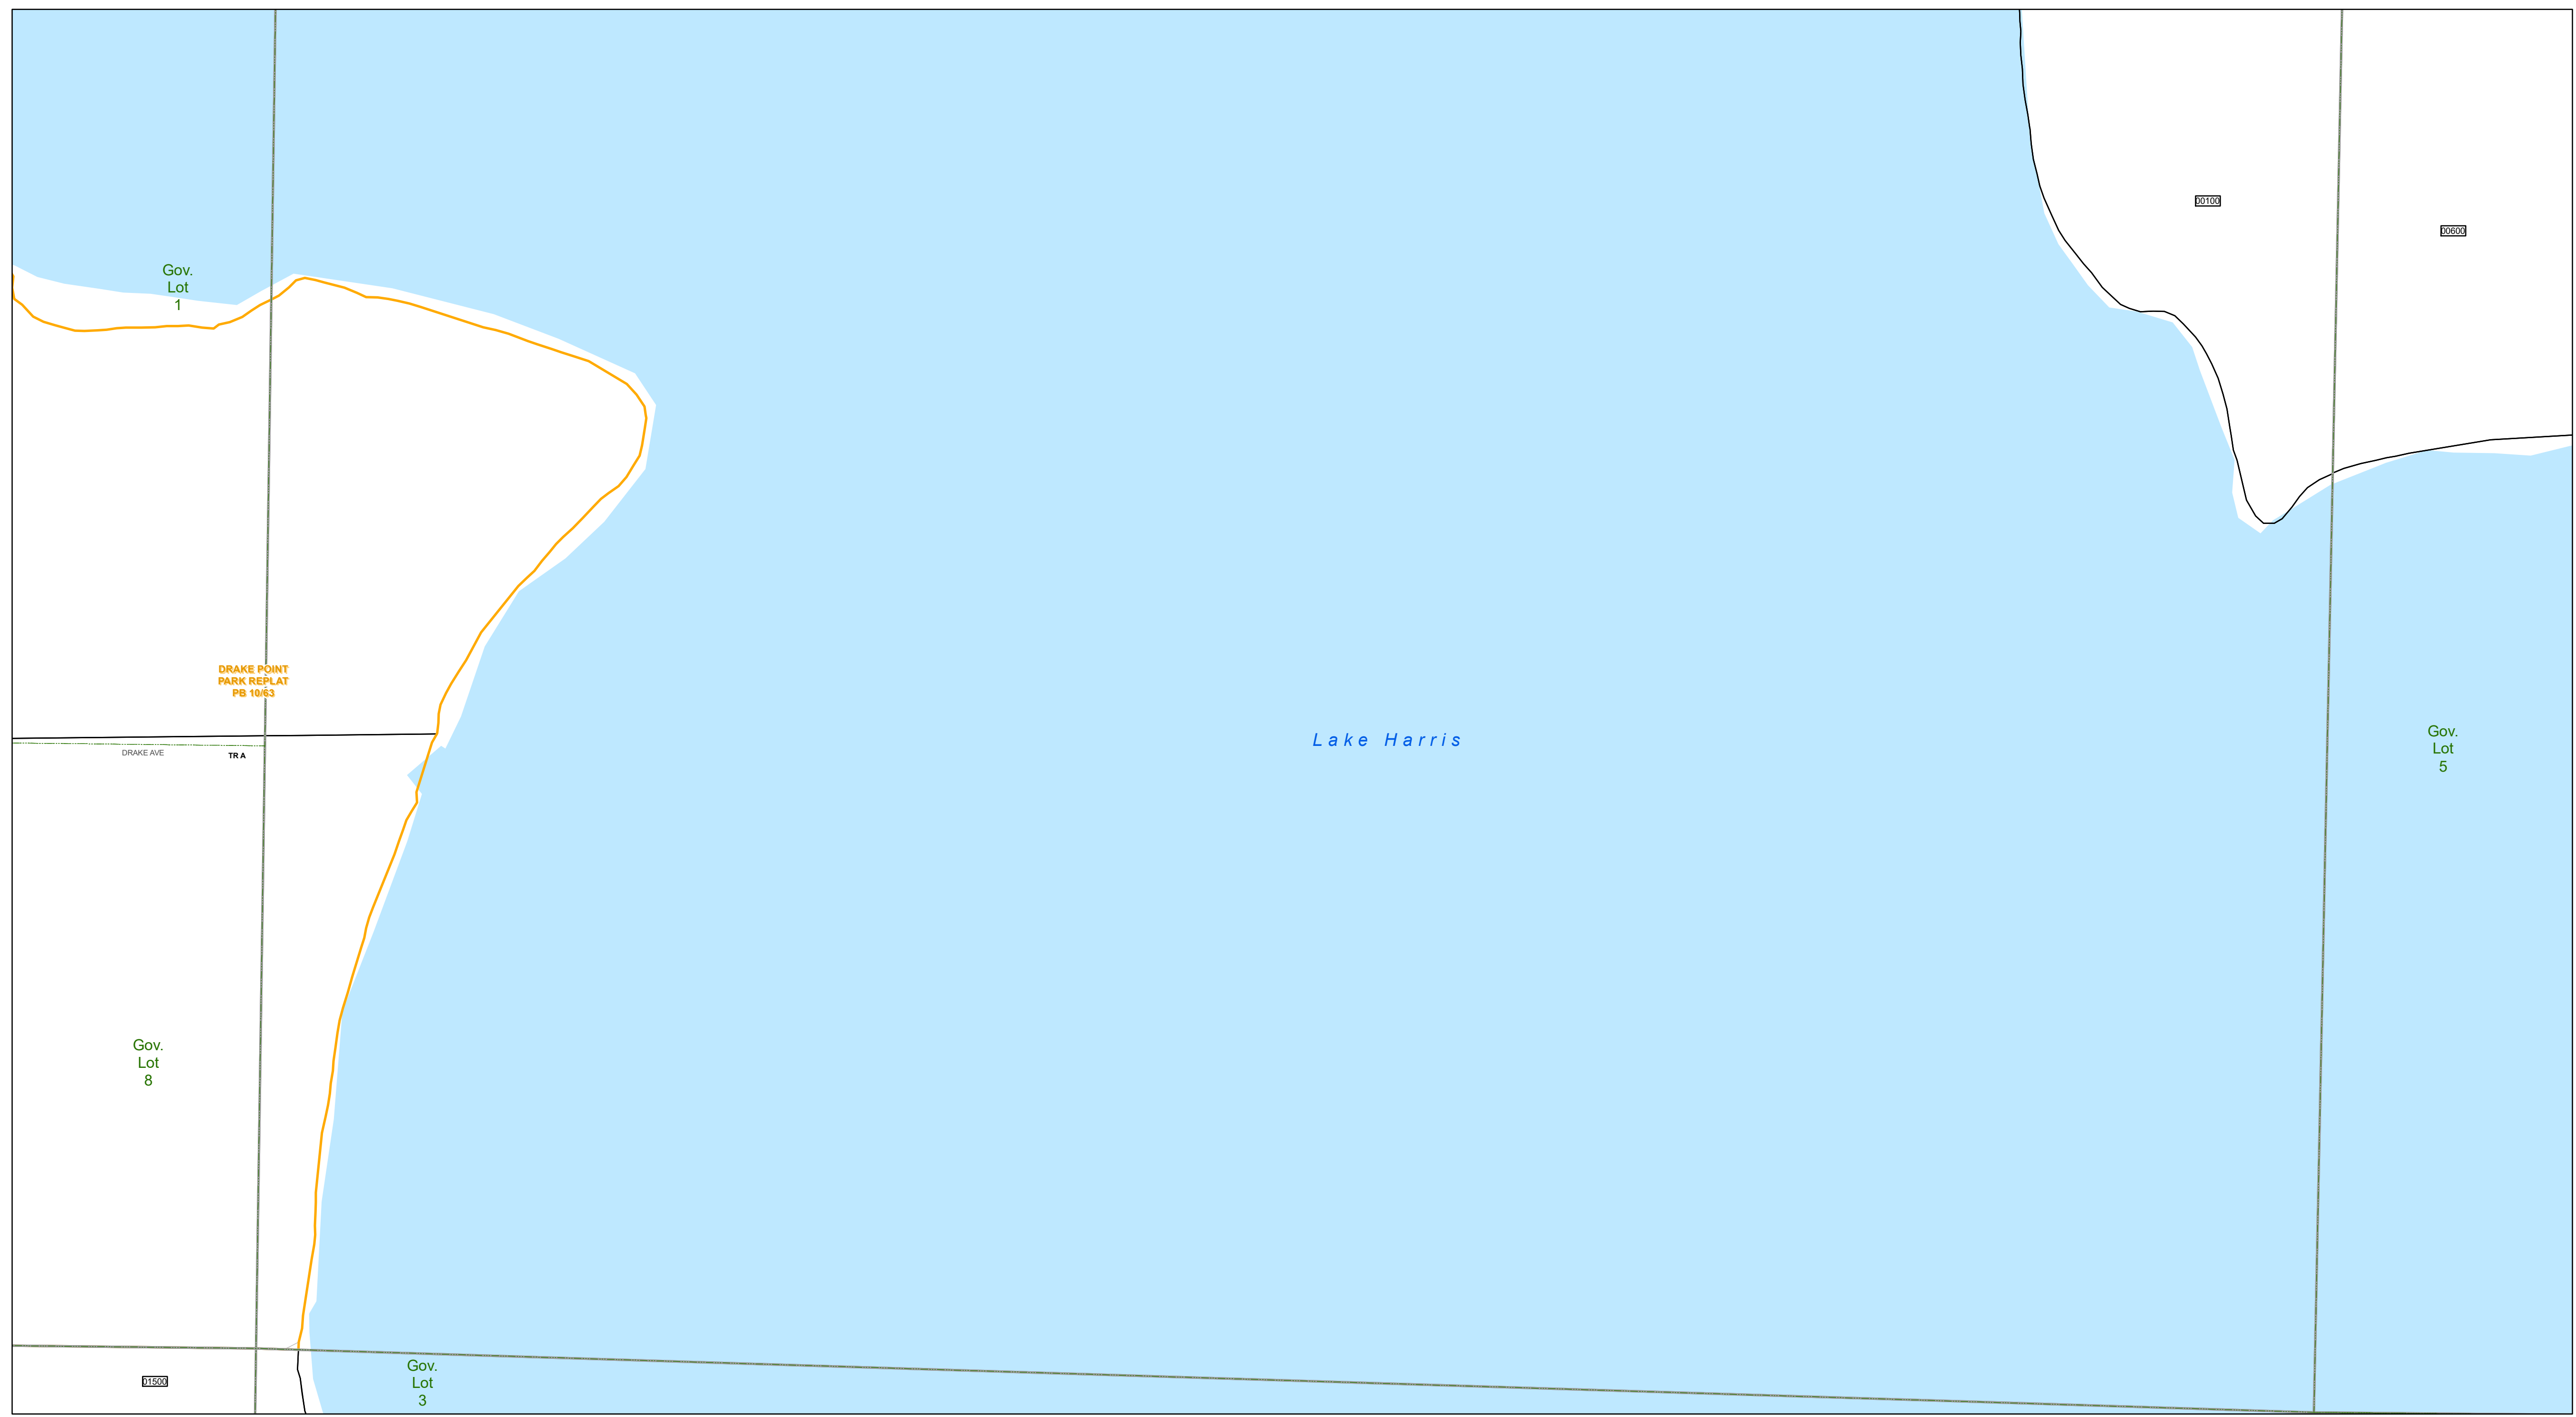 00100
00600
Gov.
Lot
1
DRAKE POINT
PARK REPLAT
PB 10/63
DRAKE AVE
TR A
Lake Harris
Gov.
Lot
5
Gov.
Lot
8
Gov.
Lot
3
01500